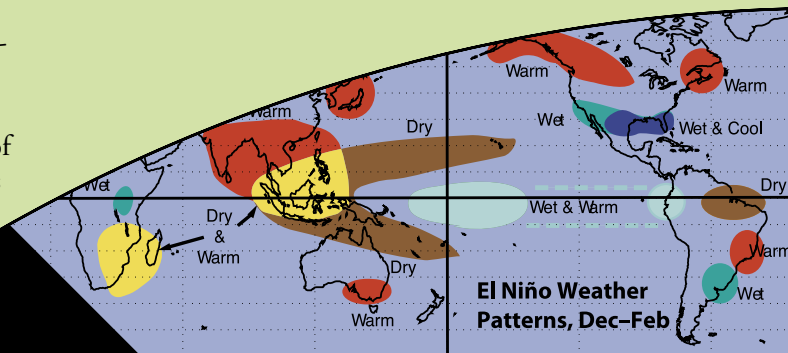 of
Warm
Warm
Warm
Dry
Wet
Wet & Cool
Wet
Dry
Dry
&
Warm
Wet & Warm
Dry
Warm
Wet
Warm
El Niño Weather
Patterns, Dec–Feb